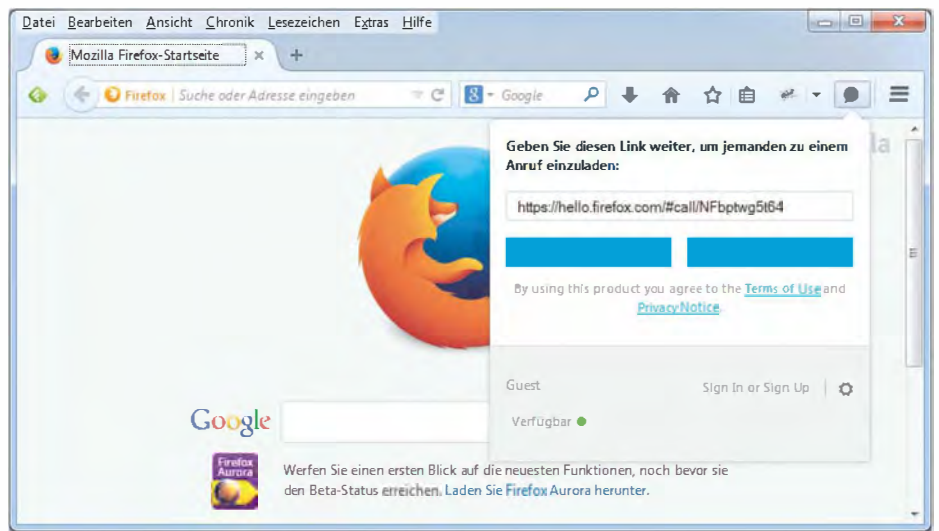 Datei Bearbeiten Ansicht Chronik Lesezeichen Extras Hilfe
Mozilla Firefox-Startseite
Firefox Suche oder Adresse eingeben
Google
la
Geben Sie diesen Link weiter, um jemanden zu einem
Anruf einzuladen:
https://hello.firefox.com/#call/NFbptwg5t64
By using this product you agree to the Terms of Use and
Privacy Notice.
Guest
Sign In or Sign Up
Verfügbar
Google
Firefox
Aurora
Werfen Sie einen ersten Blick auf die neuesten Funktionen, noch bevor sie
den Beta-Status erreichen. Laden Sie Firefox Aurora herunter.